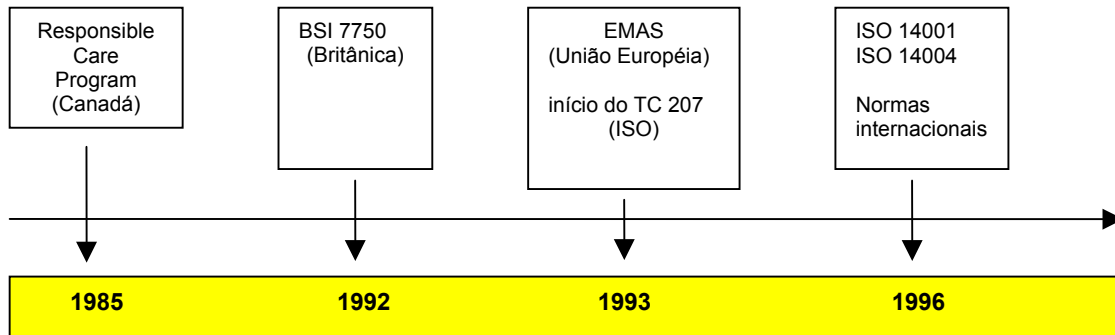 Responsible
Care
Program
(Canadá)
BSI 7750
(Britânica)
EMAS
(União Européia)
início do TC 207
(ISO)
ISO 14001
ISO 14004
Normas
internacionais
1985
1992
1993
1996